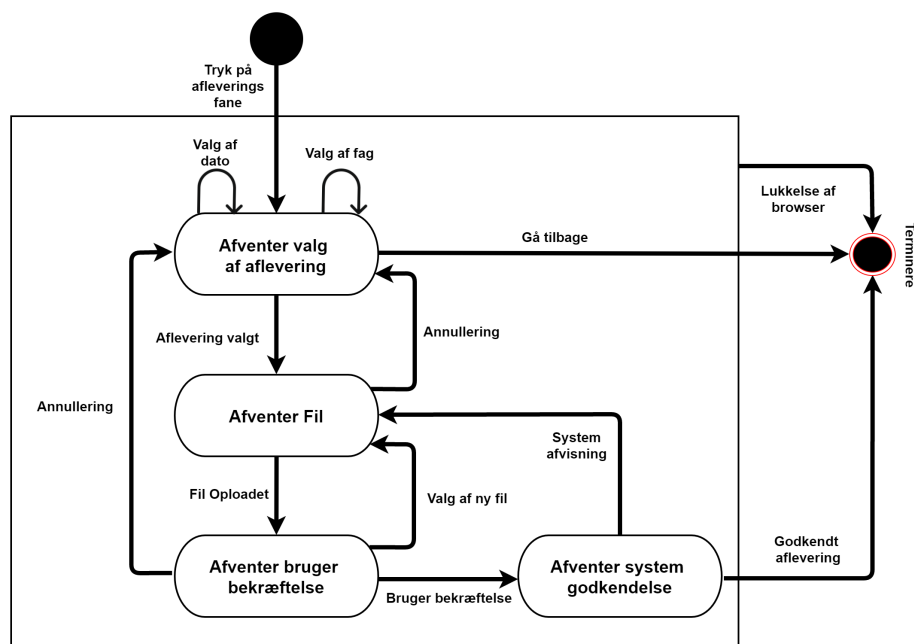 Tryk på
afleverings
fane
Valg af
dato
Valg af fag
Lukkelse af
browser
Afventer valg
af aflevering
Gå tilbage
Terminere
Aflevering valgt
Annullering
Annullering
Afventer Fil
System
afvisning
Fil Oploadet
Valg af ny fil
Godkendt
aflevering
Afventer bruger
bekræftelse
Bruger bekræftelse
Afventer system
godkendelse